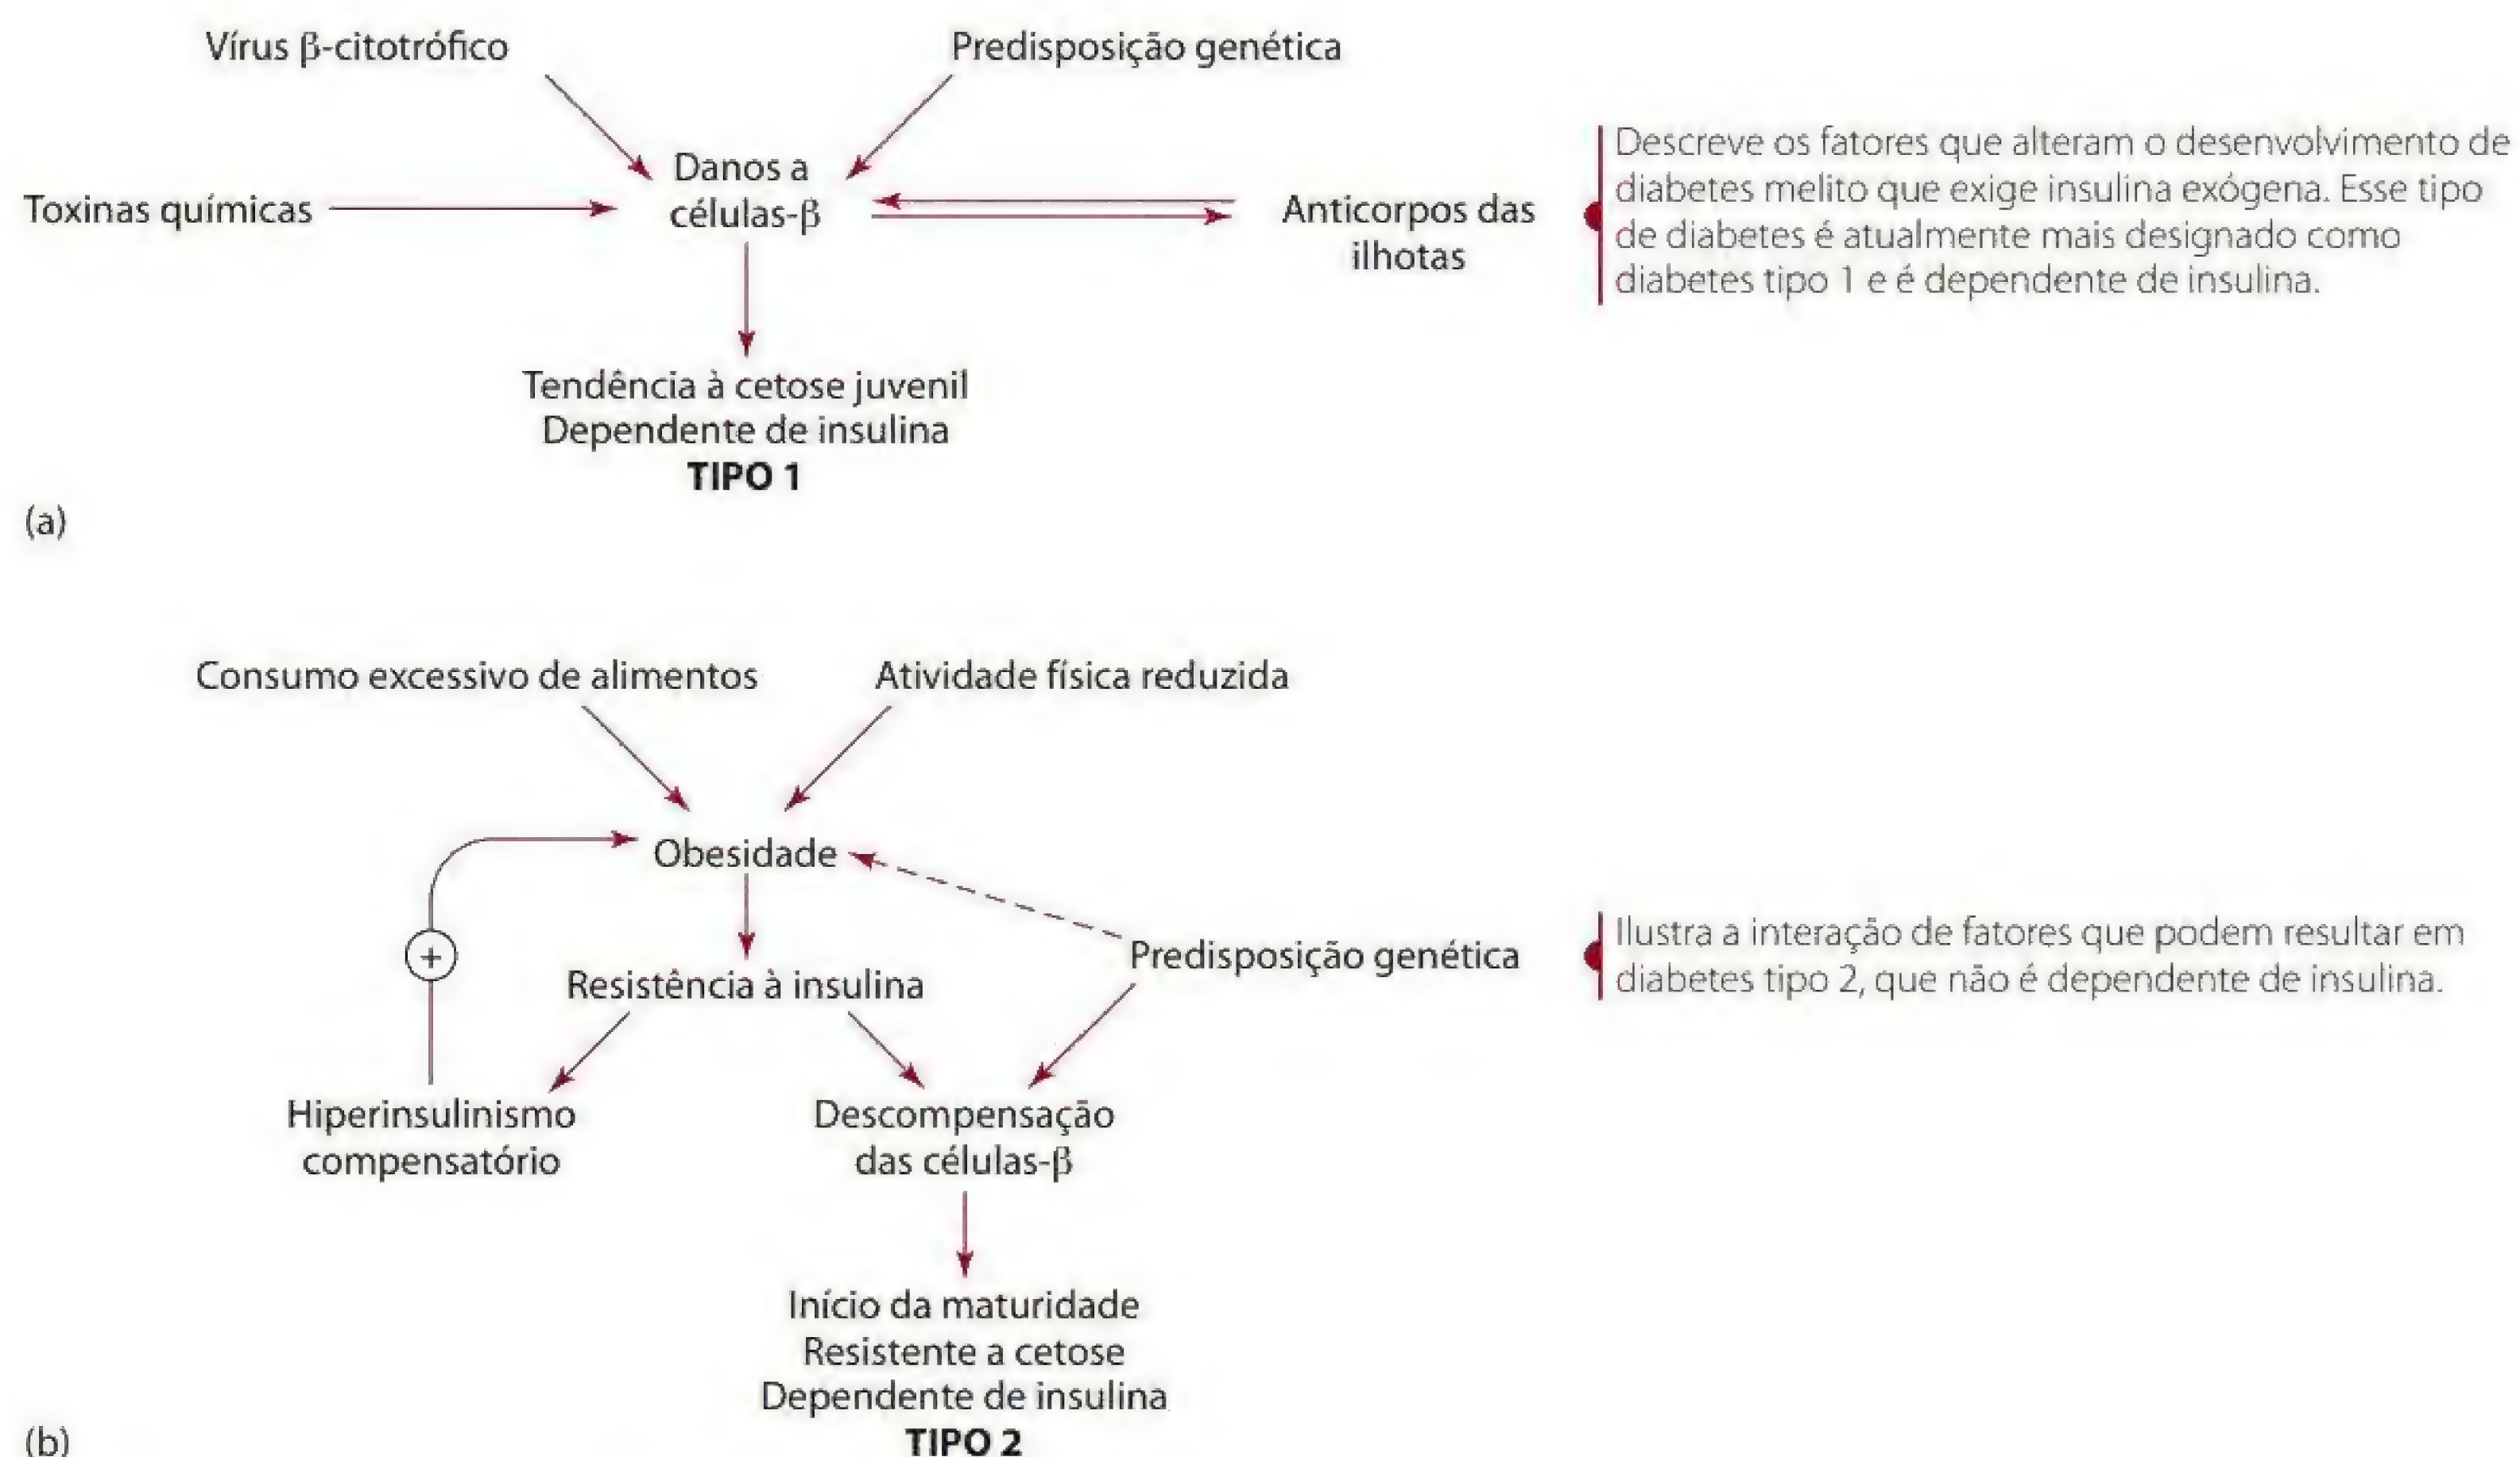 Vírus β-citotrófico
Predisposição genética
Danos a
células-β
Toxinas químicas
Anticorpos das
ilhotas
Descreve os fatores que alteram o desenvolvimento de
diabetes melito que exige insulina exógena. Esse tipo
de diabetes é atualmente mais designado como
diabetes tipo 1 e é dependente de insulina.
Tendência à cetose juvenil
Dependente de insulina
TIPO 1
(a)
Consumo excessivo de alimentos
Atividade física reduzida
Obesidade
+
Predisposição genética
Resistência à insulina
Ilustra a interação de fatores que podem resultar em
diabetes tipo 2, que não é dependente de insulina.
Hiperinsulinismo
compensatório
Descompensação
das células-β
Início da maturidade
Resistente a cetose
Dependente de insulina
TIPO 2
(b)